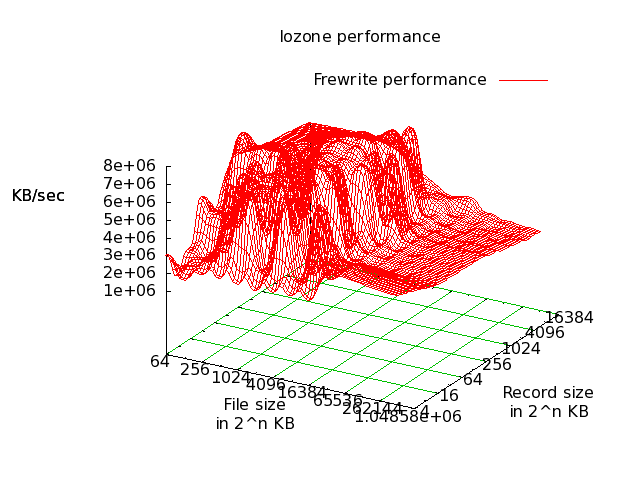 Iozone performance
Frewrite performance
KB/sec
8e+06
7e+06
6e+06
5e+06
4e+06
3e+06
2e+06
1e+06
64
256
1024
4096
16384
65536
262144
1.04858e+06
File size
in 2^n KB
4
16
64
256
1024
4096
16384
Record size
in 2^n KB